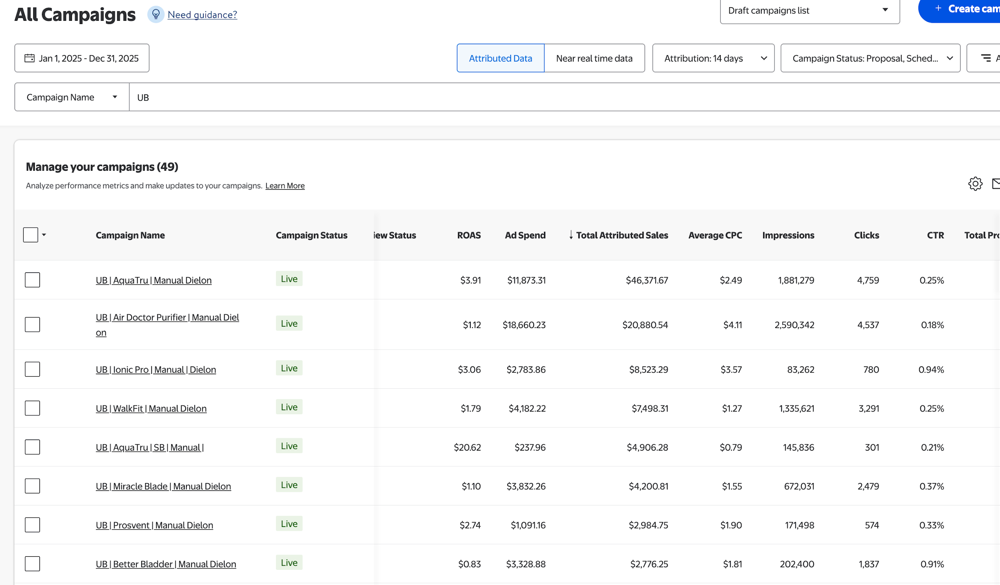 All Campaigns Need guidance? Draft campaigns list + Create cam
Jan 1, 2025 - Dec 31, 2025 Attributed Data Near real time data Attribution: 14 days Campaign Status: Proposal, Sched... A
Campaign Name UB
Manage your campaigns (49)
Analyze performance metrics and make updates to your campaigns. Learn More
Campaign Name Campaign Status iew Status ROAS Ad Spend ↓ Total Attributed Sales Average CPC Impressions Clicks CTR Total Pro
UB | AquaTru | Manual Dielon Live $3.91 $11,873.31 $46,371.67 $2.49 1,881,279 4,759 0.25%
UB | Air Doctor Purifier | Manual Diel
on Live $1.12 $18,660.23 $20,880.54 $4.11 2,590,342 4,537 0.18%
UB | Ionic Pro | Manual | Dielon Live $3.06 $2,783.86 $8,523.29 $3.57 83,262 780 0.94%
UB | WalkFit | Manual Dielon Live $1.79 $4,182.22 $7,498.31 $1.27 1,335,621 3,291 0.25%
UB | AquaTru | SB | Manual | Live $20.62 $237.96 $4,906.28 $0.79 145,836 301 0.21%
UB | Miracle Blade | Manual Dielon Live $1.10 $3,832.26 $4,200.81 $1.55 672,031 2,479 0.37%
UB | Prosvent | Manual Dielon Live $2.74 $1,091.16 $2,984.75 $1.90 171,498 574 0.33%
UB | Better Bladder | Manual Dielon Live $0.83 $3,328.88 $2,776.25 $1.81 202,400 1,837 0.91%